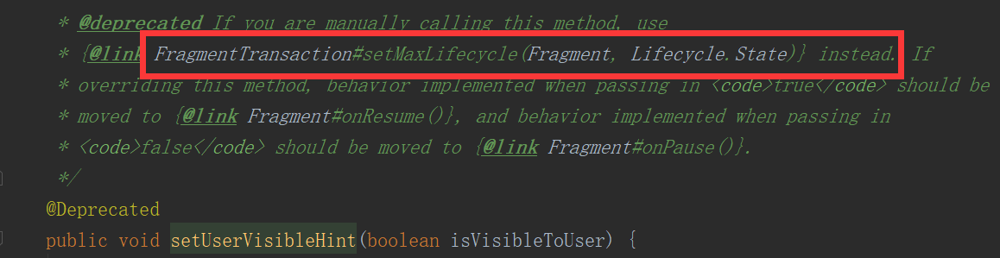 * @deprecated If you are manually calling this method, use
* {@link FragmentTransaction#setMaxLifecycle(Fragment, Lifecycle.State)} instead. If
* overriding this method, behavior implemented when passing in <code>true</code> should be
* moved to {@link Fragment#onResume()}, and behavior implemented when passing in
* <code>false</code> should be moved to {@link Fragment#onPause()}.
*/
@Deprecated
public void setUserVisibleHint(boolean isVisibleToUser) {